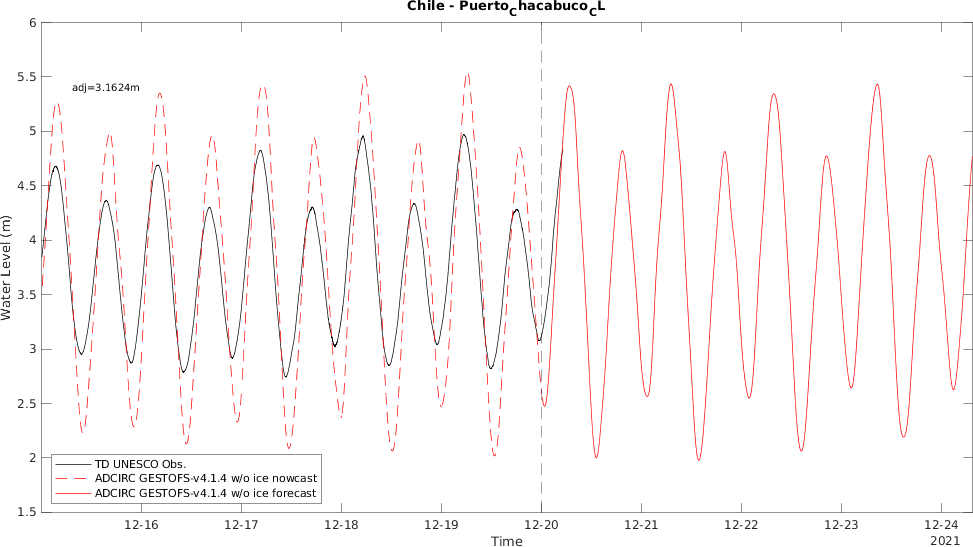 Chile - Puerto_Chacabuco_CL
6
5.5
5
4.5
4
3.5
3
2.5
2
1.5
Water Level (m)
adj=3.1624m
TD UNESCO Obs.
ADCIRC GESTOFS-v4.1.4 w/o ice nowcast
ADCIRC GESTOFS-v4.1.4 w/o ice forecast
12-16
12-17
12-18
12-19
12-20
12-21
12-22
12-23
12-24
Time
2021